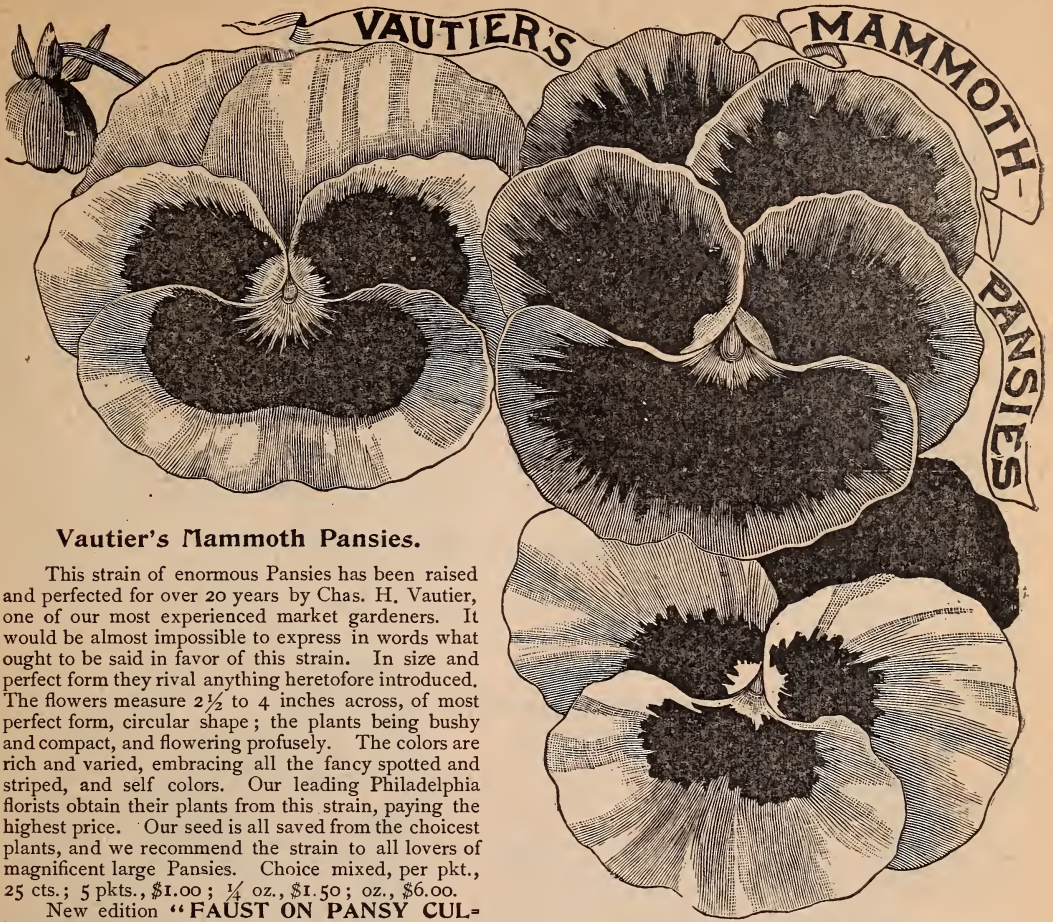 VAUTIER'S
MAMMOTH-
PANSIES
Vautier's Mammoth Pansies.
This strain of enormous Pansies has been raised
and perfected for over 20 years by Chas. H. Vautier,
one of our most experienced market gardeners. It
would be almost impossible to express in words what
ought to be said in favor of this strain. In size and
perfect form they rival anything heretofore introduced.
The flowers measure 2½ to 4 inches across, of most
perfect form, circular shape; the plants being bushy
and compact, and flowering profusely. The colors are
rich and varied, embracing all the fancy spotted and
striped, and self colors. Our leading Philadelphia
florists obtain their plants from this strain, paying the
highest price. Our seed is all saved from the choicest
plants, and we recommend the strain to all lovers of
magnificent large Pansies. Choice mixed, per pkt.,
25 cts.; 5 pkts., $1.00; ¼ oz., $1.50; oz., $6.00.
New edition "FAUST ON PANSY CUL=